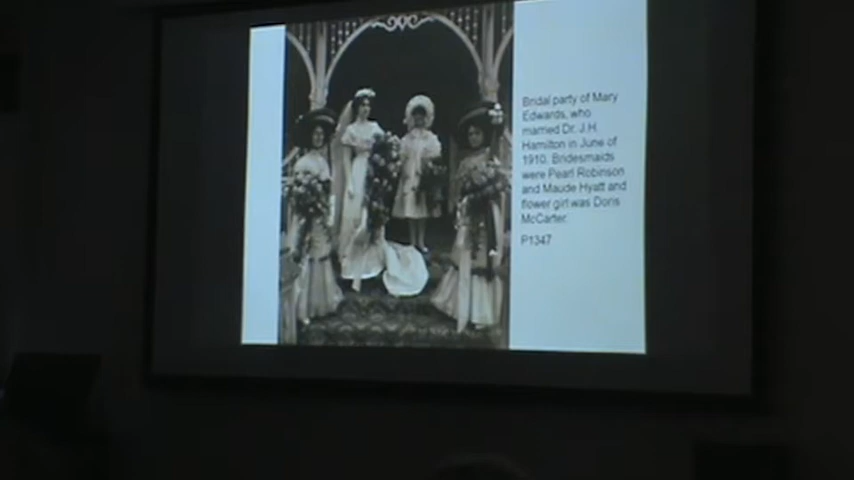 Bridal party of Mary
Edwards, who
married Dr. J.H.
Hamilton in June of
1910. Bridesmaids
were Pearl Robinson
and Maude Hyatt and
flower girl was Doris
McCarter.
P1347